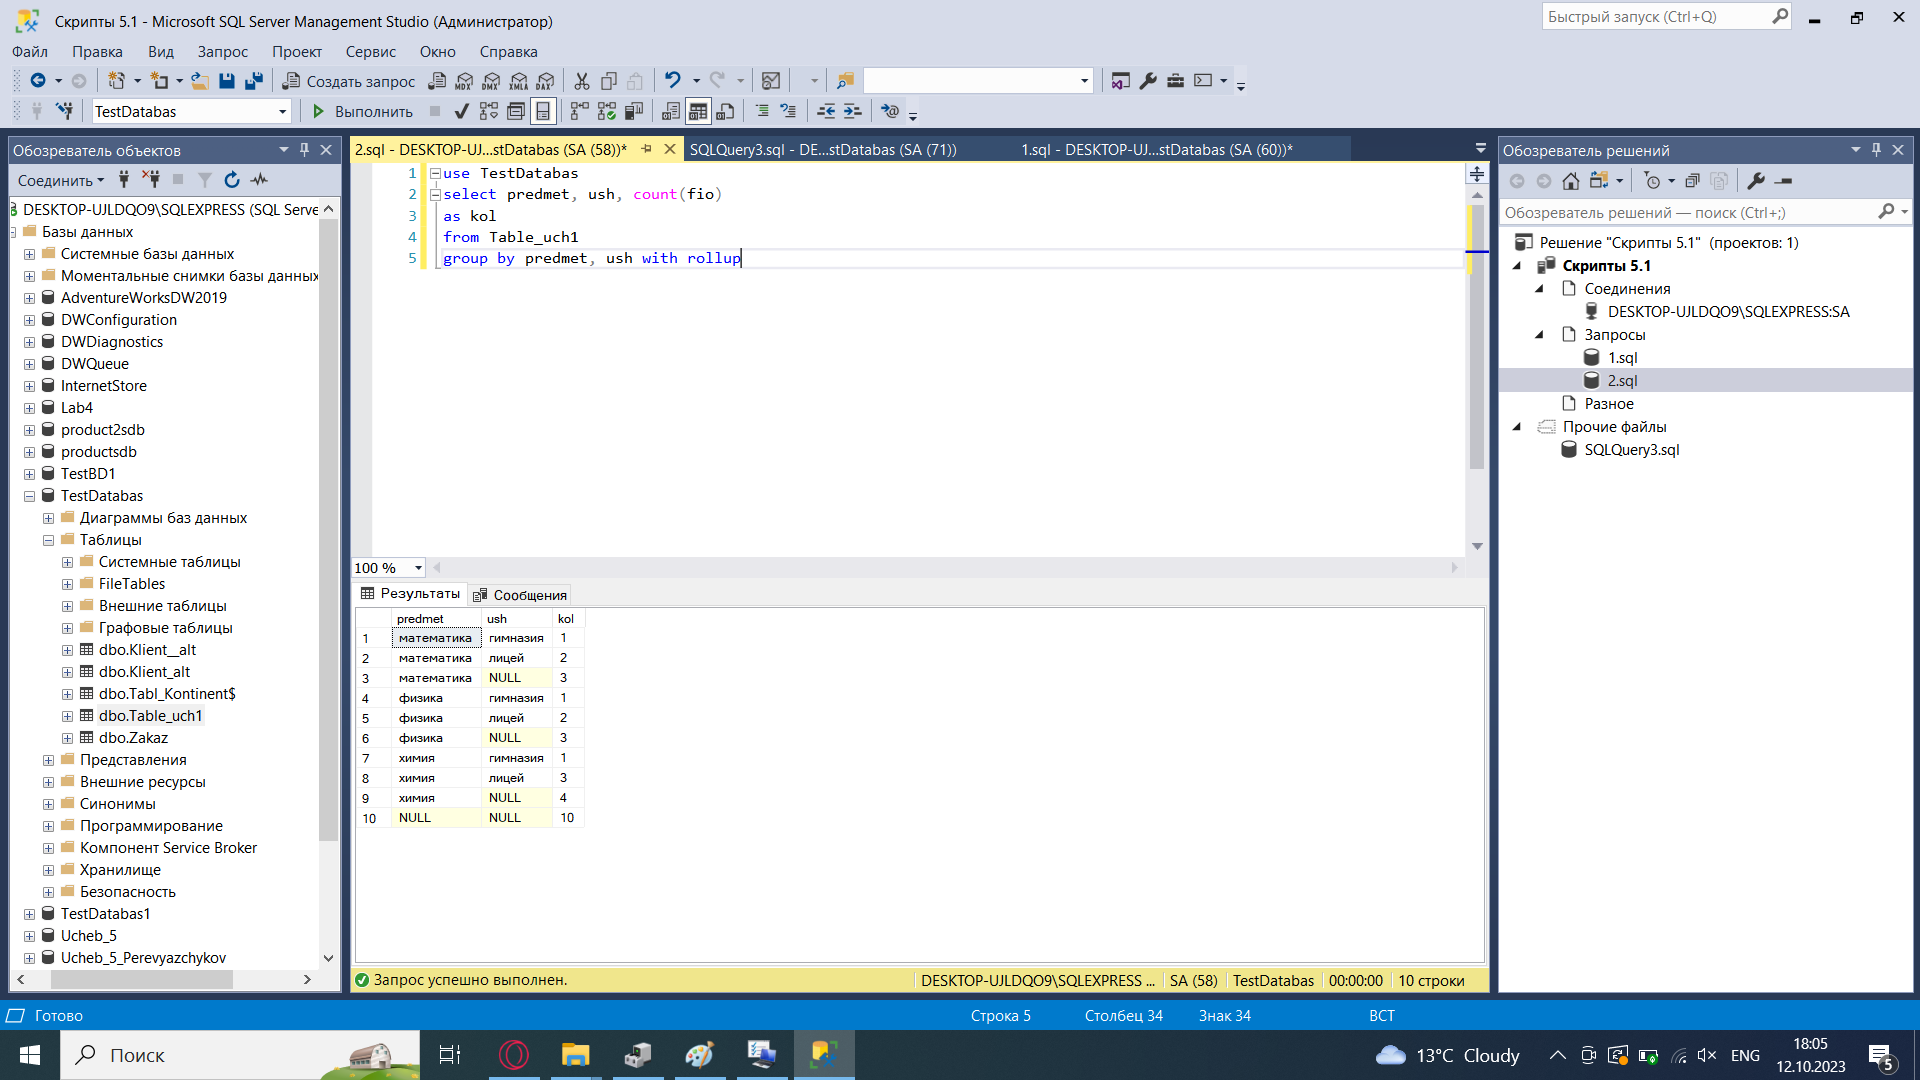 Скрипты 5.1 - Microsoft SQL Server Management Studio (Администратор)
Быстрый запуск (Ctrl+Q)
Файл Правка Вид Запрос Проект Сервис Окно Справка
Создать запрос MDX DMX XMLA DAX
TestDatabas Выполнить
Обозреватель объектов
Соединить
DESKTOP-UJLDQO9\SQLEXPRESS (SQL Serve
Базы данных
Системные базы данных
Моментальные снимки базы данных
AdventureWorksDW2019
DWConfiguration
DWDiagnostics
DWQueue
InternetStore
Lab4
product2sdb
productsdb
TestBD1
TestDatabas
Диаграммы баз данных
Таблицы
Системные таблицы
FileTables
Внешние таблицы
Графовые таблицы
dbo.Klient__alt
dbo.Klient_alt
dbo.Tabl_Kontinent$
dbo.Table_uch1
dbo.Zakaz
Представления
Внешние ресурсы
Синонимы
Программирование
Компонент Service Broker
Хранилище
Безопасность
TestDatabas1
Ucheb_5
Ucheb_5_Perevyazchykov
2.sql - DESKTOP-UJ...stDatabas (SA (58))* SQLQuery3.sql - DE...stDatabas (SA (71)) 1.sql - DESKTOP-UJ...stDatabas (SA (60))*
1 use TestDatabas
2 select predmet, ush, count(fio)
3 as kol
4 from Table_uch1
5 group by predmet, ush with rollup
100 %
Результаты Сообщения
predmet ush kol
1 математика гимназия 1
2 математика лицей 2
3 математика NULL 3
4 физика гимназия 1
5 физика лицей 2
6 физика NULL 3
7 химия гимназия 1
8 химия лицей 3
9 химия NULL 4
10 NULL NULL 10
Запрос успешно выполнен. DESKTOP-UJLDQO9\SQLEXPRESS ... SA (58) TestDatabas 00:00:00 10 строки
Обозреватель решений
Обозреватель решений — поиск (Ctrl+;)
Решение "Скрипты 5.1" (проектов: 1)
Скрипты 5.1
Соединения
DESKTOP-UJLDQO9\SQLEXPRESS:SA
Запросы
1.sql
2.sql
Разное
Прочие файлы
SQLQuery3.sql
Готово Строка 5 Столбец 34 Знак 34 ВСТ
Поиск 13°C Cloudy ENG 18:05
12.10.2023 5